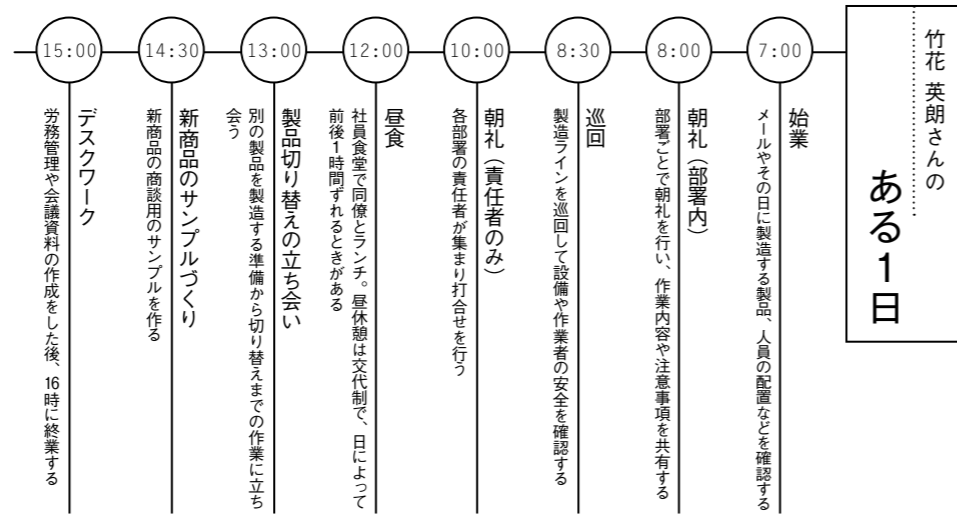 竹花 英朗さんの
ある1日
7:00
始業
メールやその日に製造する製品、人員の配置などを確認する
8:00
朝礼（部署内）
部署ごとで朝礼を行い、作業内容や注意事項を共有する
8:30
巡回
製造ラインを巡回して設備や作業者の安全を確認する
10:00
朝礼（責任者のみ）
各部署の責任者が集まり打合せを行う
12:00
昼食
社員食堂で同僚とランチ。昼休憩は交代制で、日によって
前後1時間ずれるときがある
13:00
製品切り替えの立ち会い
別の製品を製造する準備から切り替えまでの作業に立ち
会う
14:30
新商品のサンプルづくり
新商品の商談用のサンプルを作る
15:00
デスクワーク
労務管理や会議資料の作成をした後、16時に終業する